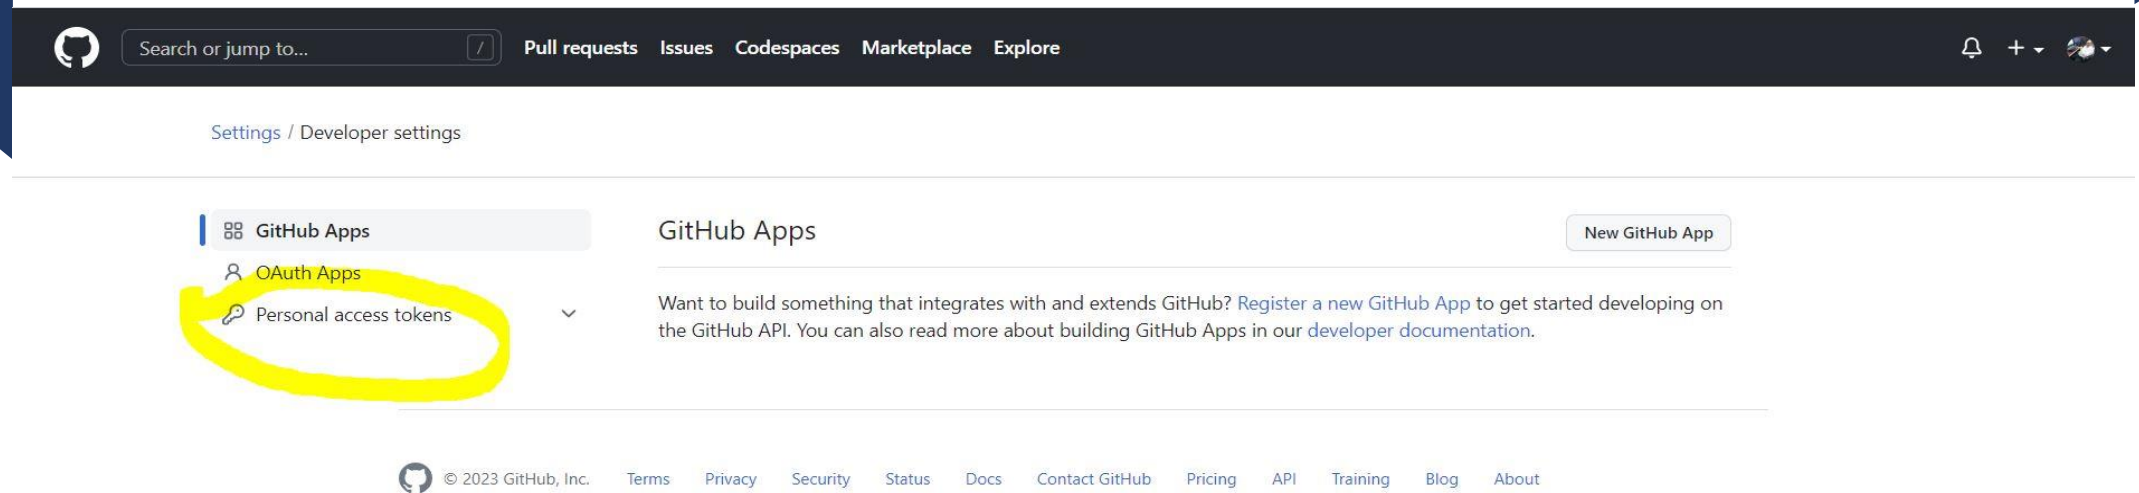 Search or jump to... / Pull requests Issues Codespaces Marketplace Explore
Settings / Developer settings
GitHub Apps
OAuth Apps
Personal access tokens
GitHub Apps
New GitHub App
Want to build something that integrates with and extends GitHub? Register a new GitHub App to get started developing on
the GitHub API. You can also read more about building GitHub Apps in our developer documentation.
© 2023 GitHub, Inc. Terms Privacy Security Status Docs Contact GitHub Pricing API Training Blog About